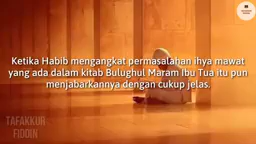 Ketika Habib mengangkat permasalahan ihya mawat
yang ada dalam kitab Bulughul Maram Ibu Tua itu pun
menjabarkannya dengan cukup jelas.
TAFAKKUR
FIDDIN